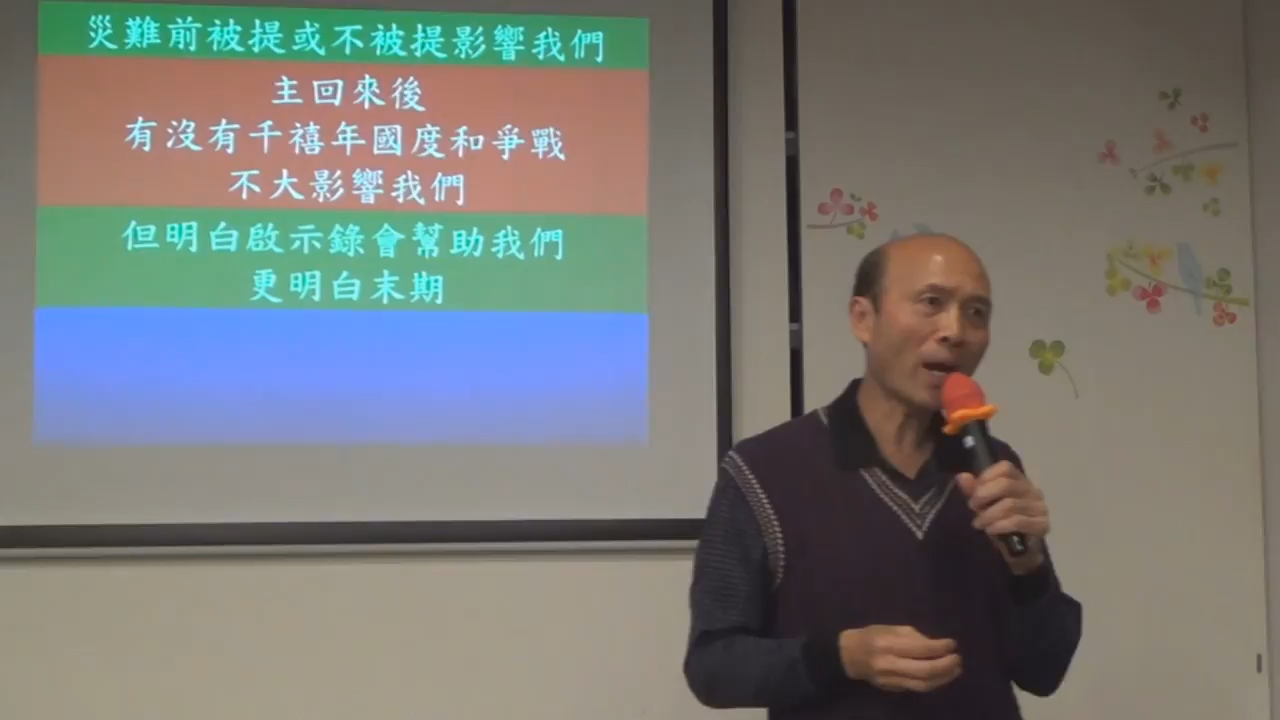 災難前被提或不被提影響我們
主回來後
有沒有千禧年國度和爭戰
不大影響我們
但明白啟示錄會幫助我們
更明白末期